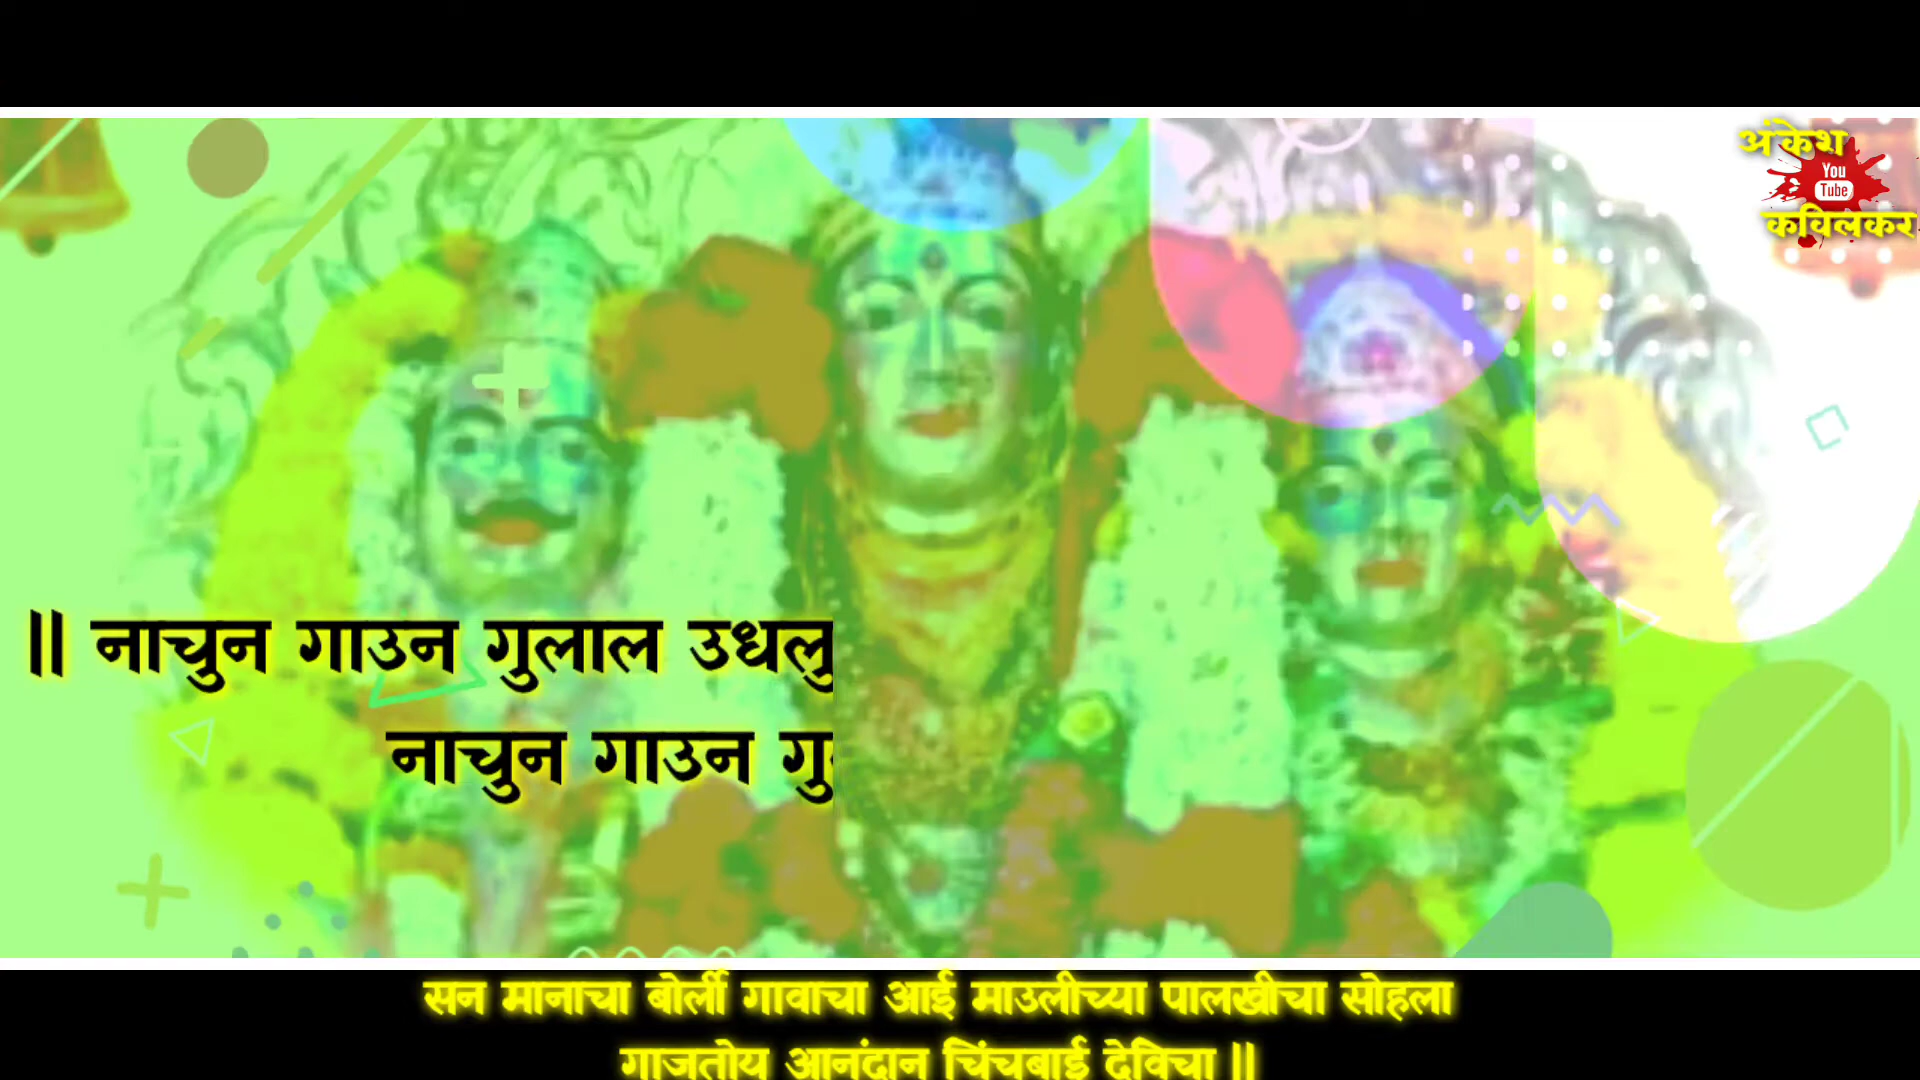 अंकेश
You
Tube
कविलकर
॥ नाचुन गाउन गुलाल उधलु
नाचुन गाउन गु
सन मानाचा बोर्ली गावाचा आई माउलीच्या पालखीचा सोहला
गाजतोय आनंदान चिंचबाई देविचा ॥